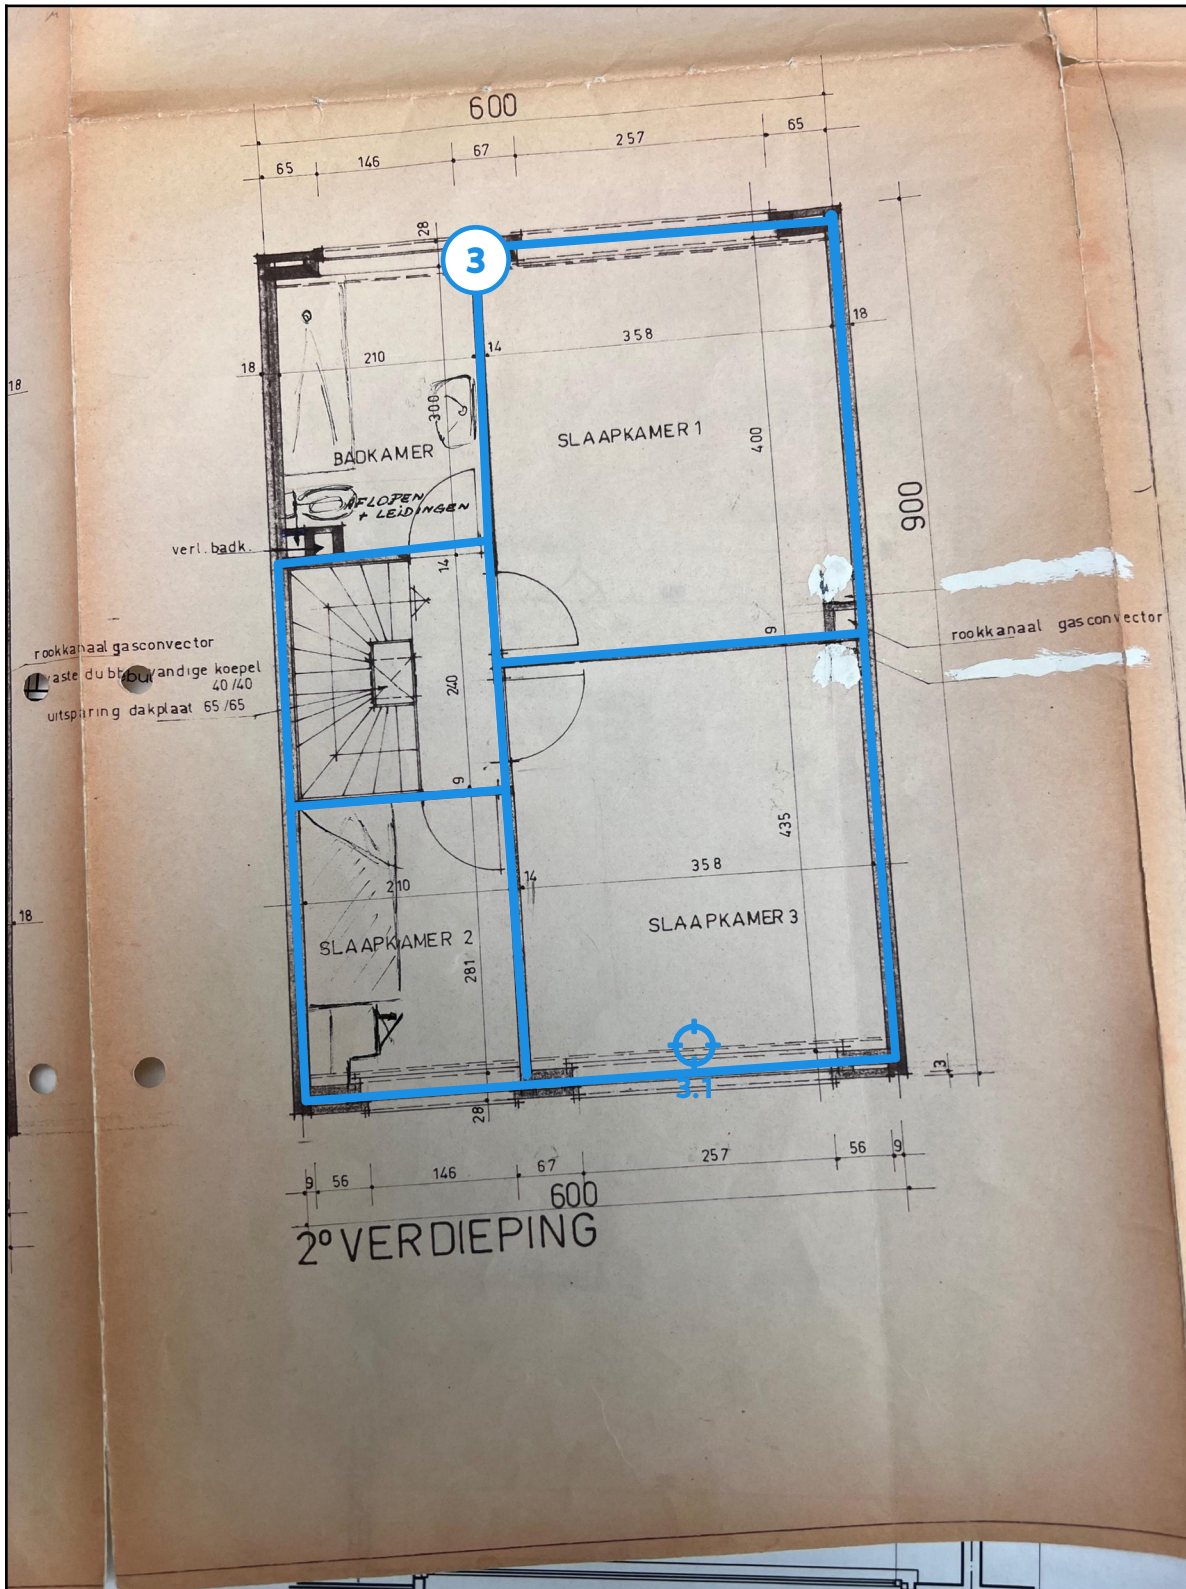 600
65 146 67 257 65
28
3
18 210 14 358 18
18
300
400
SLAAPKAMER 1
BADKAMER
AFLOPEN
+ LEIDINGEN
900
verl. badk.
14
9
rookkanaal gasconvector
rookkanaal gasconvector
40/40
uitsparing dakplaat 65/65
240
9
435
358
210 14
18
SLAAPKAMER 3
SLAAPKAMER 2
281
3.1
13
28
9 56 146 67 257 56 9
600
2° VERDIEPING